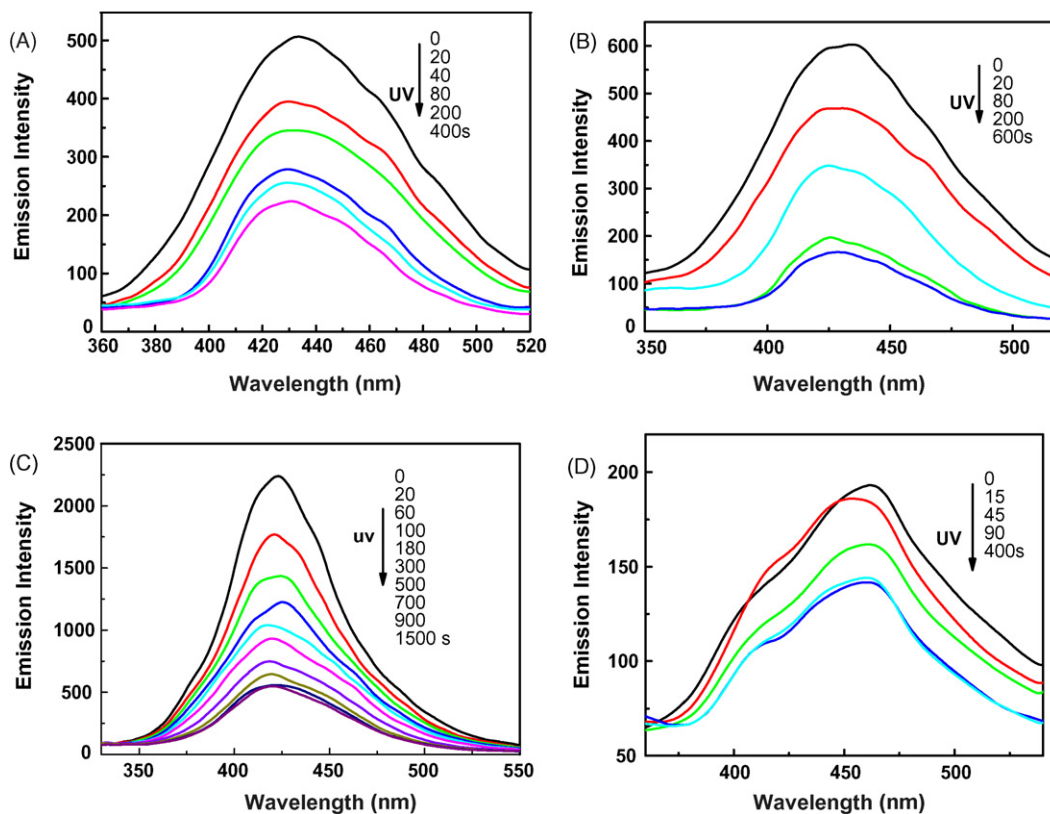 (A)
500
400
300
200
100
0
Emission Intensity
360 380 400 420 440 460 480 500 520
Wavelength (nm)
UV
0
20
40
80
200
400s
(B)
600
500
400
300
200
100
0
Emission Intensity
350 400 450 500
Wavelength (nm)
UV
0
20
80
200
600s
(C)
2500
2000
1500
1000
500
0
Emission Intensity
350 400 450 500 550
Wavelength (nm)
uv
0
20
60
100
180
300
500
700
900
1500 s
(D)
200
150
100
50
Emission Intensity
400 450 500
Wavelength (nm)
UV
0
15
45
90
400s